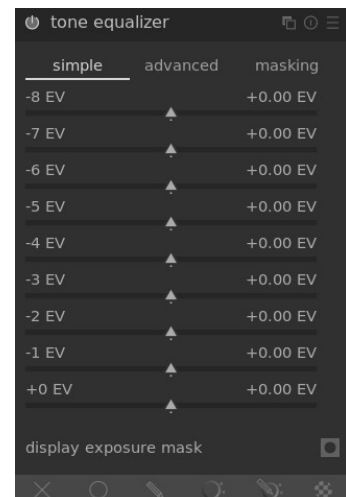 tone equalizer
simple advanced masking
-8 EV +0.00 EV
-7 EV +0.00 EV
-6 EV +0.00 EV
-5 EV +0.00 EV
-4 EV +0.00 EV
-3 EV +0.00 EV
-2 EV +0.00 EV
-1 EV +0.00 EV
+0 EV +0.00 EV
display exposure mask